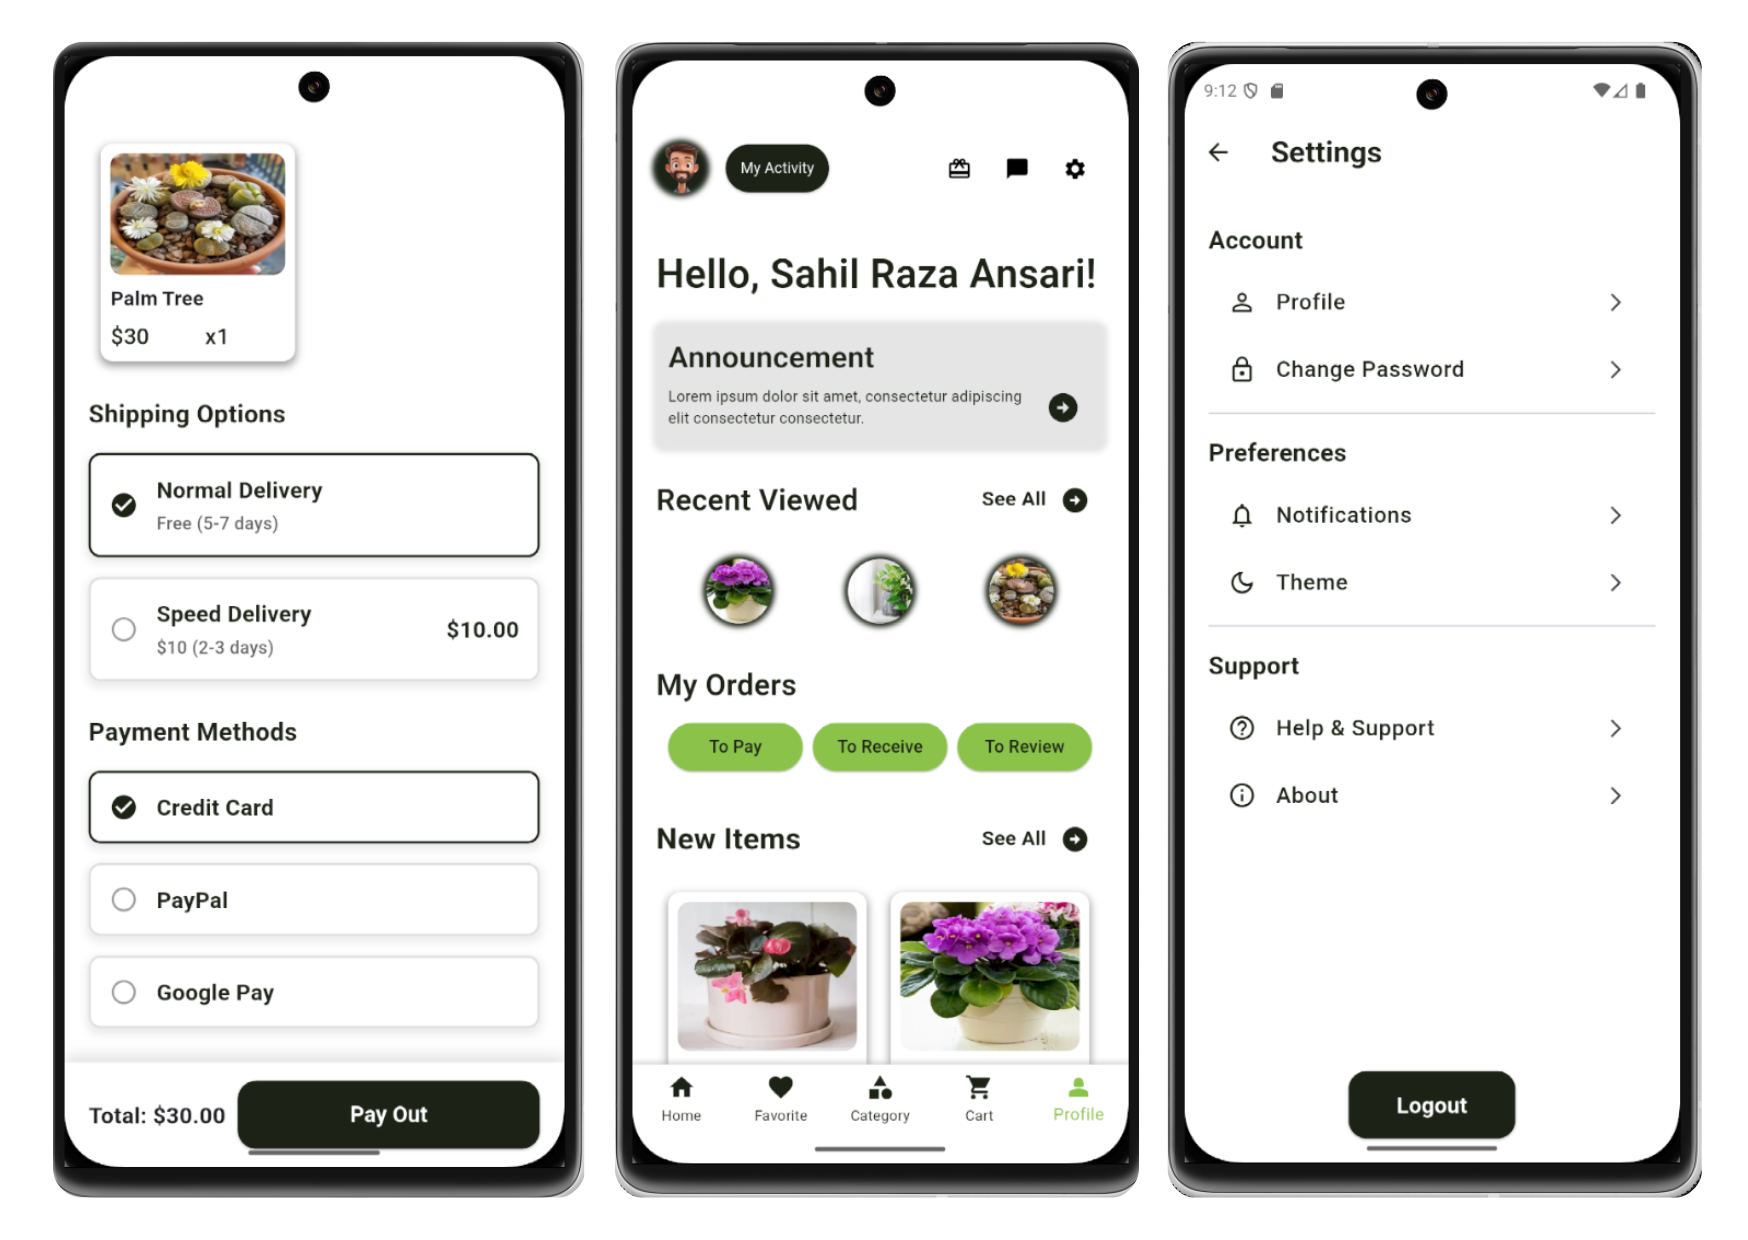 Palm Tree
$30 x1
Shipping Options
Normal Delivery
Free (5-7 days)
Speed Delivery
$10 (2-3 days)
$10.00
Payment Methods
Credit Card
PayPal
Google Pay
Total: $30.00
Pay Out
My Activity
Hello, Sahil Raza Ansari!
Announcement
Lorem ipsum dolor sit amet, consectetur adipiscing
elit consectetur consectetur.
Recent Viewed
See All
My Orders
To Pay
To Receive
To Review
New Items
See All
Home
Favorite
Category
Cart
Profile
9:12
Settings
Account
Profile
Change Password
Preferences
Notifications
Theme
Support
Help & Support
About
Logout